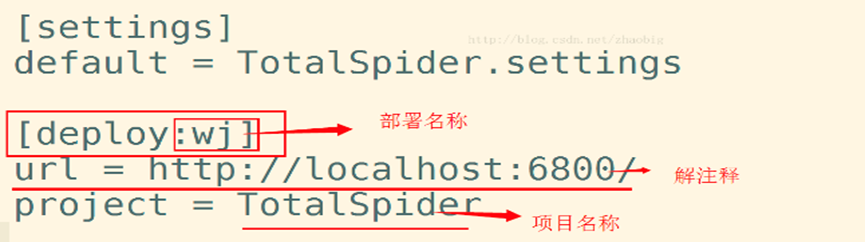 [settings]
http://blog.csdn.net/zhaobig
default = TotalSpider.settings
[deploy:wj] 部署名称
url = http://localhost:6800/ 解注释
project = TotalSpider 项目名称